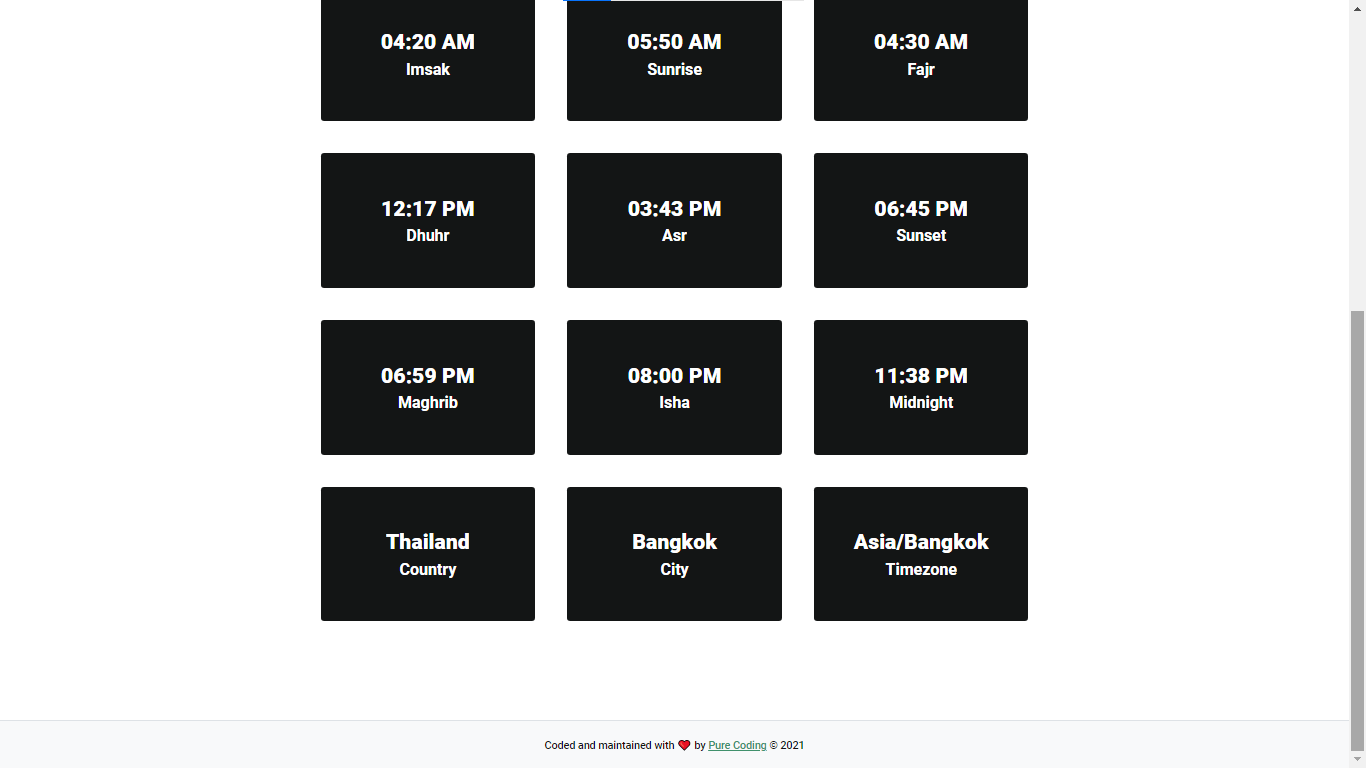 04:20 AM
Imsak
05:50 AM
Sunrise
04:30 AM
Fajr
12:17 PM
Dhuhr
03:43 PM
Asr
06:45 PM
Sunset
06:59 PM
Maghrib
08:00 PM
Isha
11:38 PM
Midnight
Thailand
Country
Bangkok
City
Asia/Bangkok
Timezone
Coded and maintained with ❤️ by Pure Coding © 2021